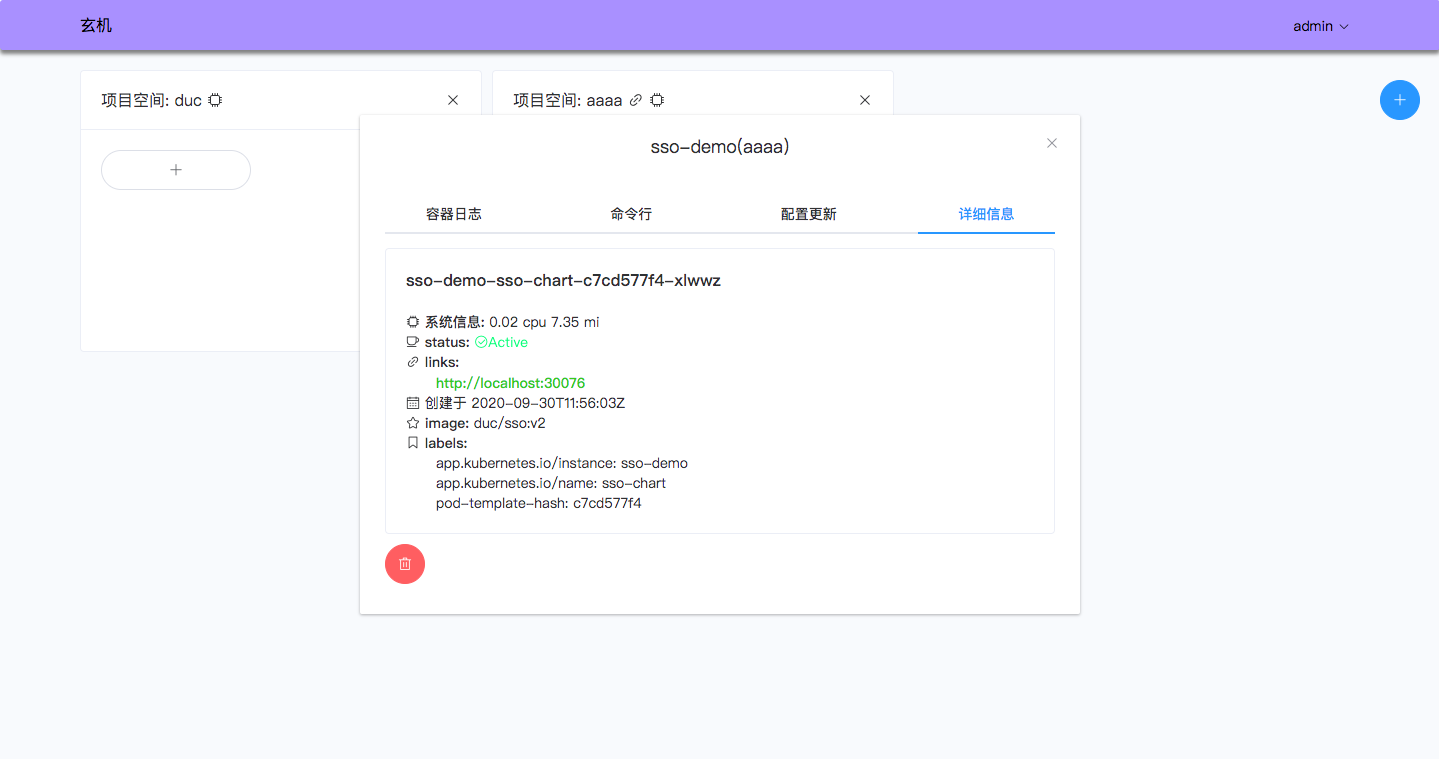 玄机
admin
项目空间: duc
项目空间: aaaa
sso-demo(aaaa)
容器日志
命令行
配置更新
详细信息
sso-demo-sso-chart-c7cd577f4-xlwwz
系统信息: 0.02 cpu 7.35 mi
status: Active
links:
http://localhost:30076
创建于 2020-09-30T11:56:03Z
image: duc/sso:v2
labels:
app.kubernetes.io/instance: sso-demo
app.kubernetes.io/name: sso-chart
pod-template-hash: c7cd577f4